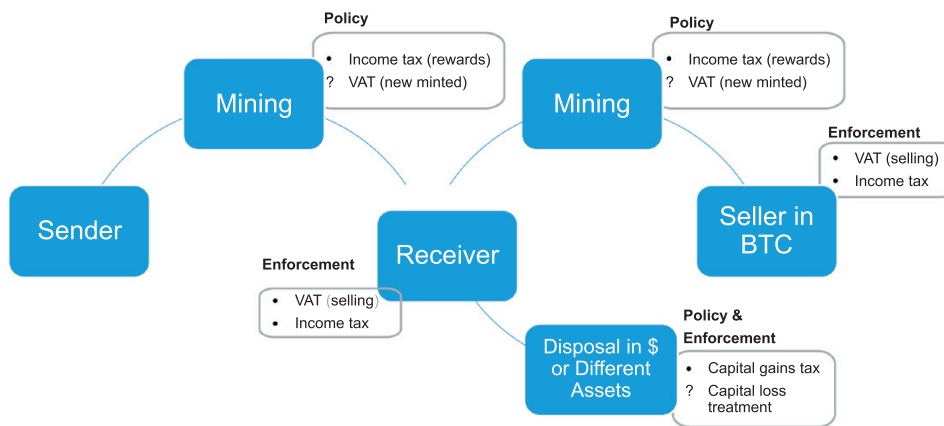 Policy
• Income tax (rewards)
? VAT (new minted)
Mining
Policy
• Income tax (rewards)
? VAT (new minted)
Mining
Enforcement
• VAT (selling)
• Income tax
Sender
Receiver
Seller in
BTC
Enforcement
• VAT (selling)
• Income tax
Disposal in $
or Different
Assets
Policy &
Enforcement
• Capital gains tax
? Capital loss
treatment